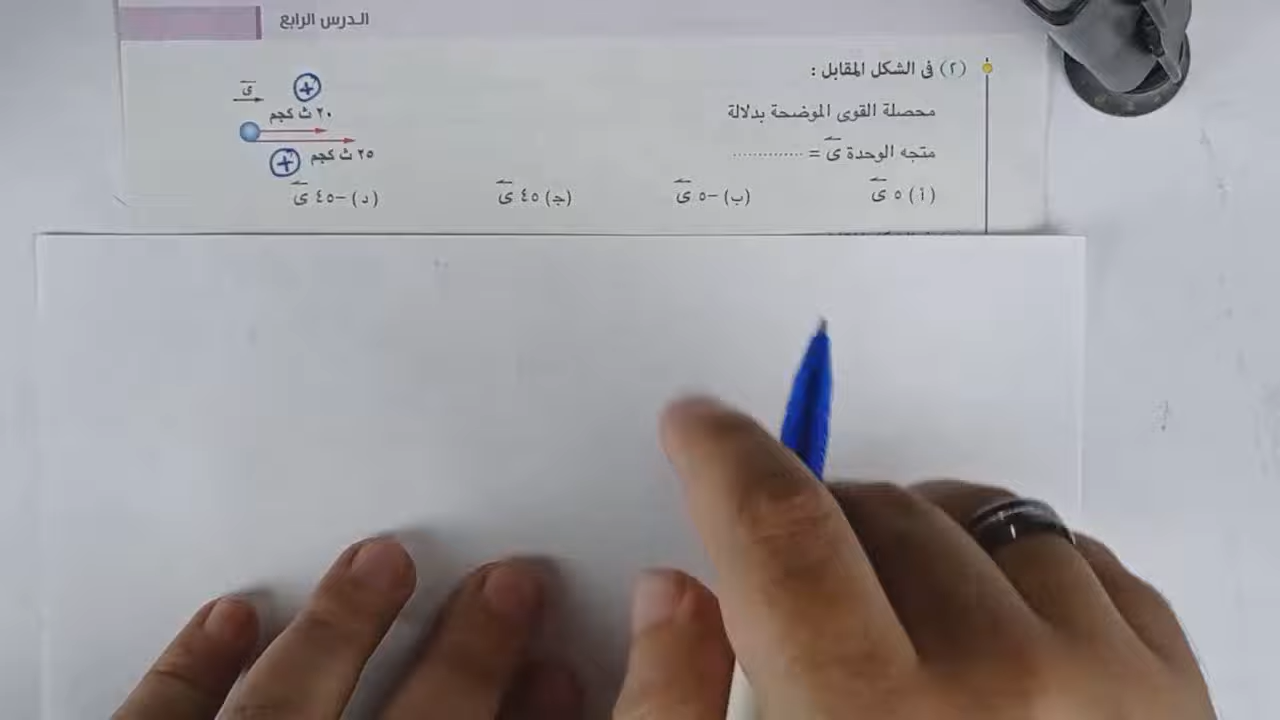 الدرس الرابع
(٢) فى الشكل المقابل :
محصلة القوى الموضحة بدلالة
متجه الوحدة ى = .............
ى
+
٢٠ ث كجم
+
٢٥ ث كجم
(أ) ٥ ى (ب) -٥ ى (جـ) ٤٥ ى (د) -٤٥ ى